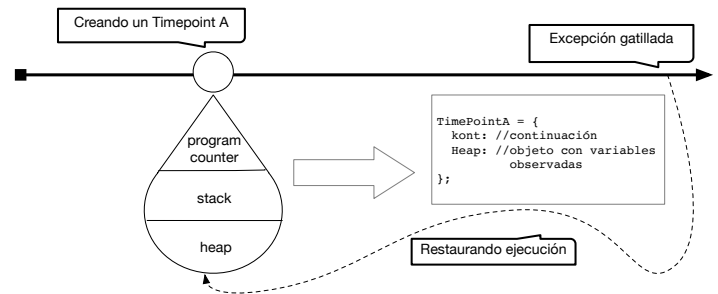 Creando un Timepoint A
Excepción gatillada
program
counter
stack
heap
TimePointA = {
kont: //continuación
Heap: //objeto con variables
observadas
};
Restaurando ejecución